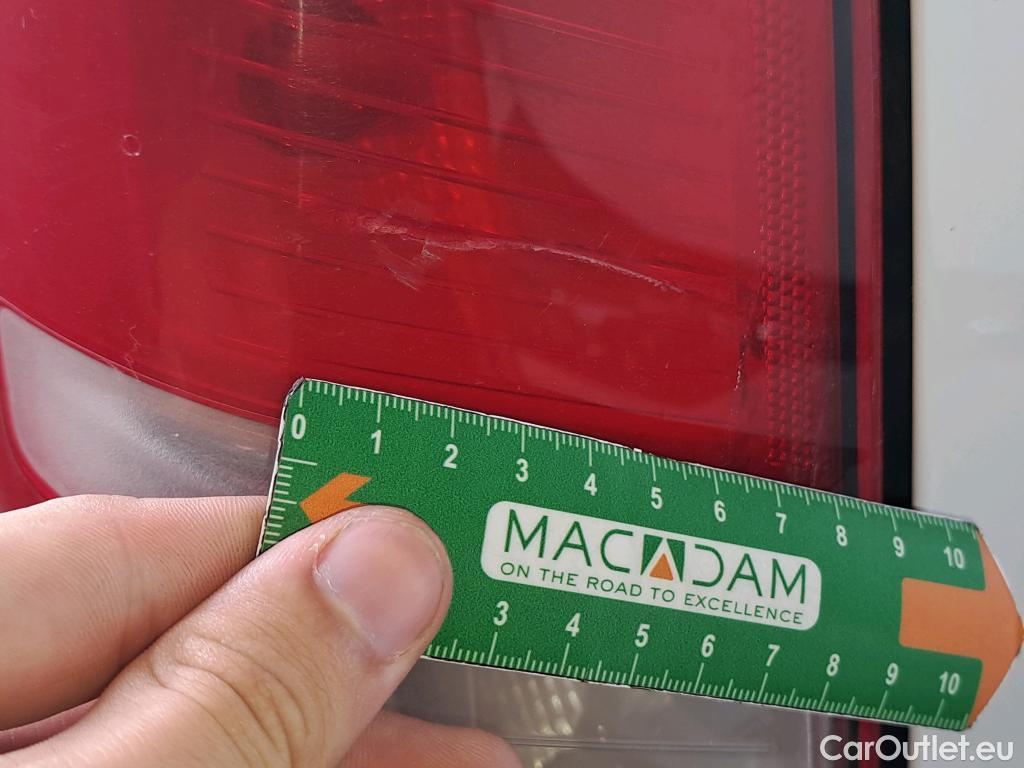 0 1 2 3 4 5 6 7 8 9 10
MACADAM
ON THE ROAD TO EXCELLENCE
3 4 5 6 7 8 9 10
CarOutlet.eu